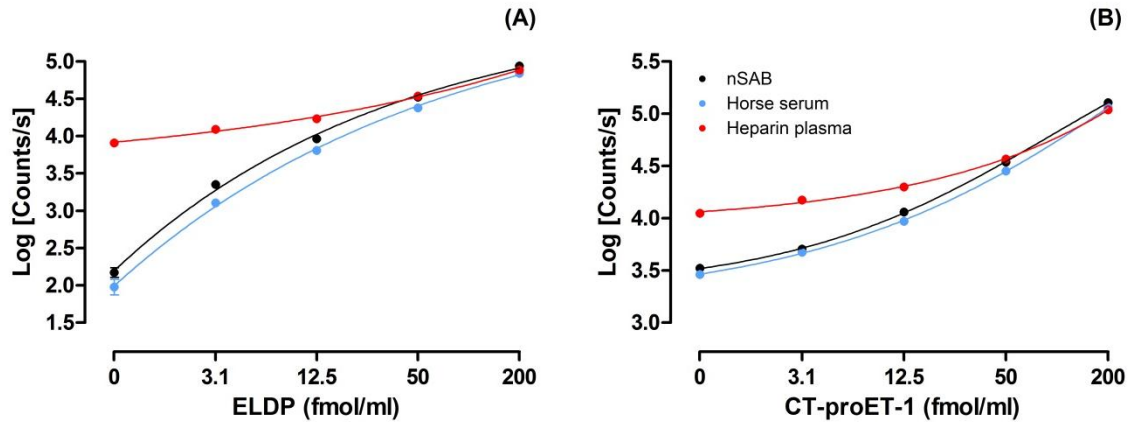 (A)
Log [Counts/s]
5.0
4.5
4.0
3.5
3.0
2.5
2.0
1.5
0 3.1 12.5 50 200
ELDP (fmol/ml)
(B)
Log [Counts/s]
5.5
5.0
4.5
4.0
3.5
3.0
nSAB
Horse serum
Heparin plasma
0 3.1 12.5 50 200
CT-proET-1 (fmol/ml)